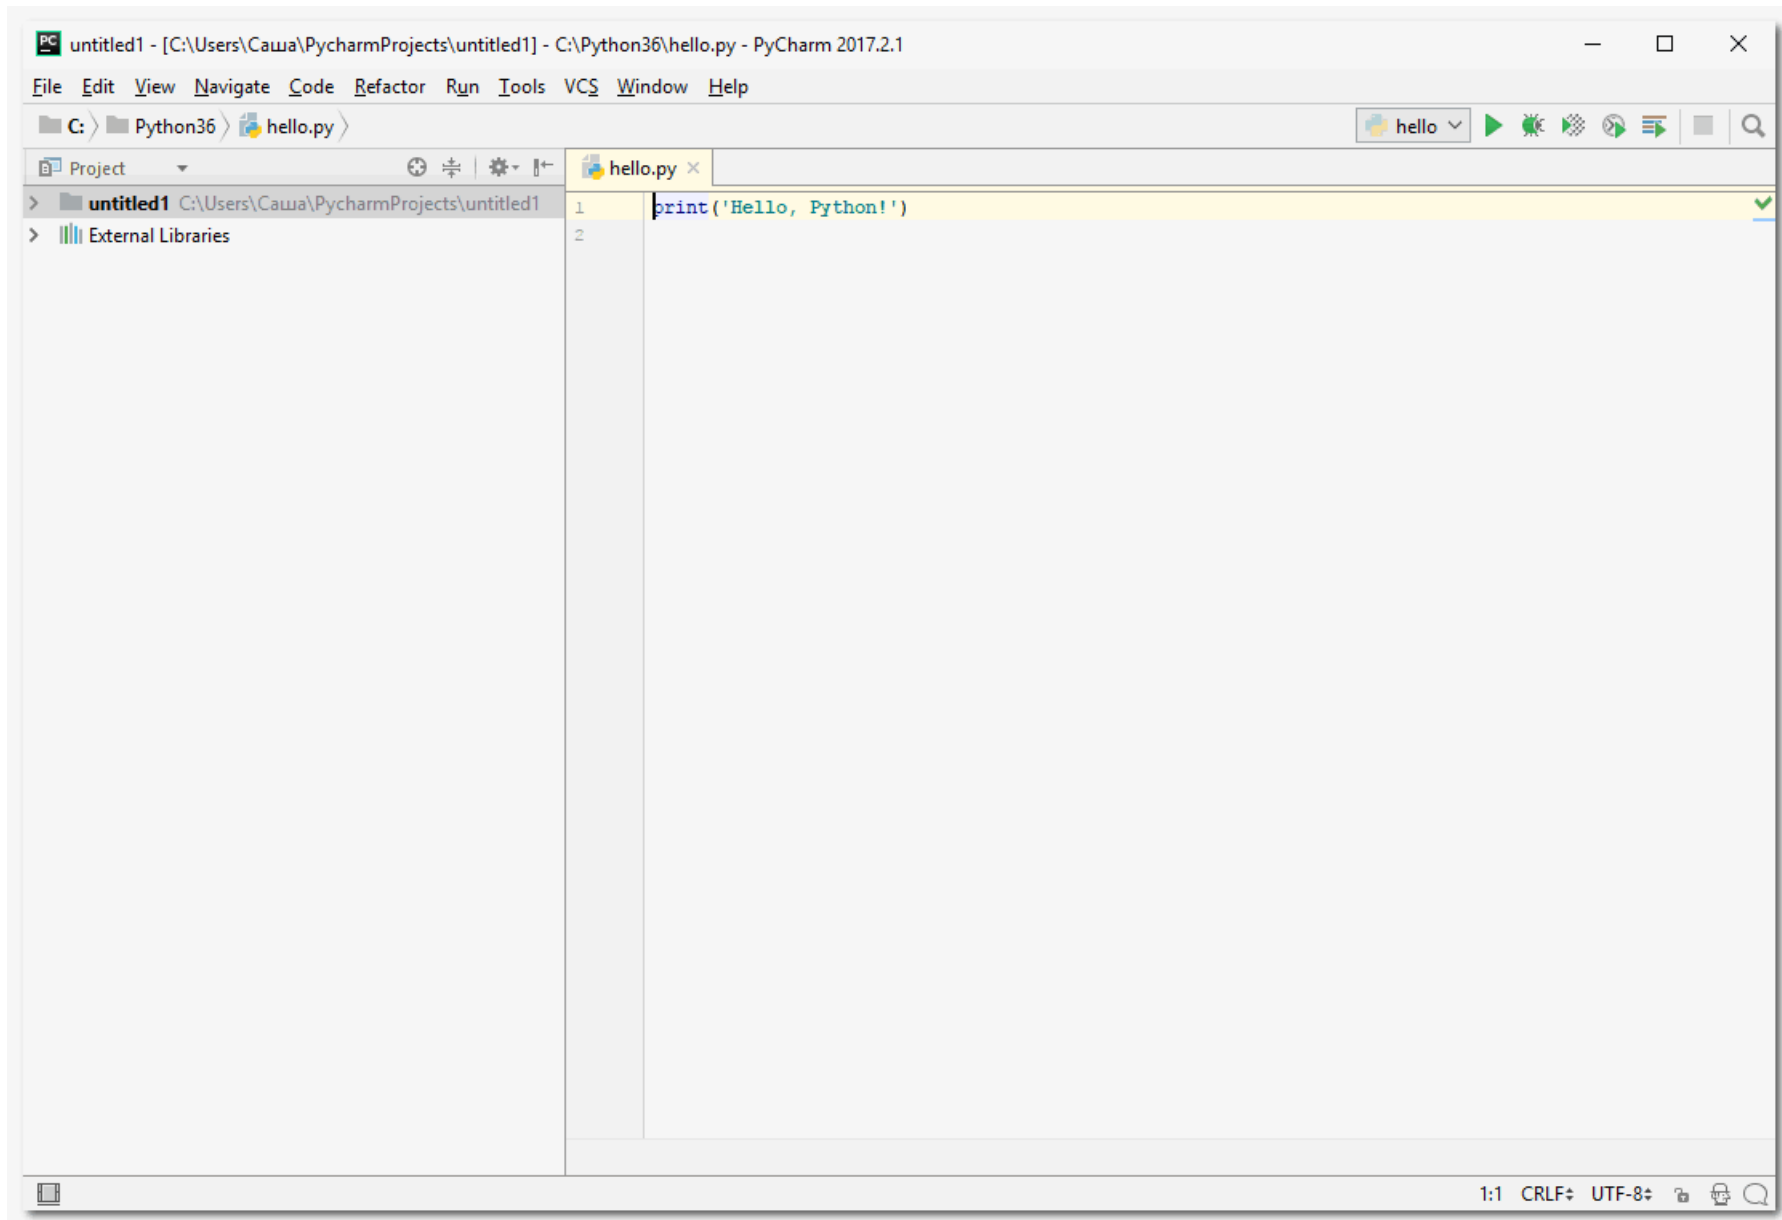 PC untitled1 - [C:\Users\Саша\PycharmProjects\untitled1] - C:\Python36\hello.py - PyCharm 2017.2.1
File Edit View Navigate Code Refactor Run Tools VCS Window Help
C: Python36 hello.py hello
Project hello.py
untitled1 C:\Users\Саша\PycharmProjects\untitled1
External Libraries
1 print('Hello, Python!')
2
1:1 CRLF UTF-8